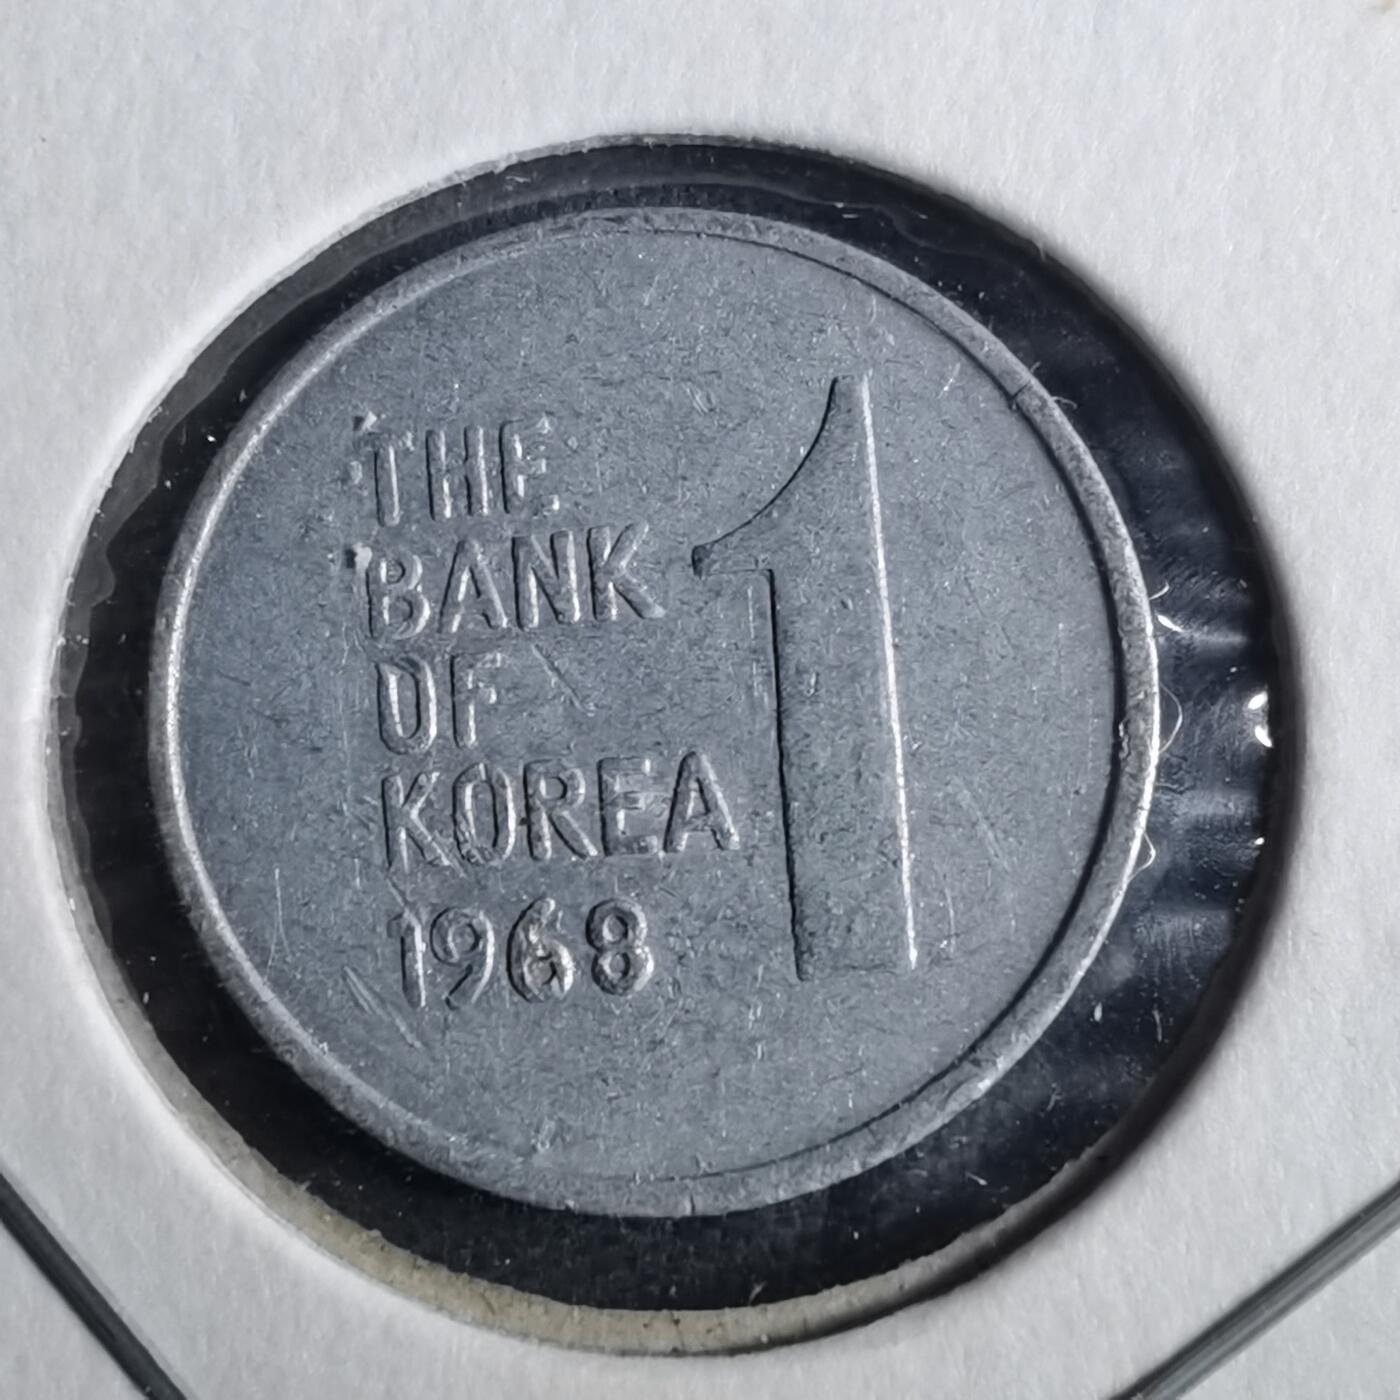 THE
BANK
OF
KOREA
1968
1